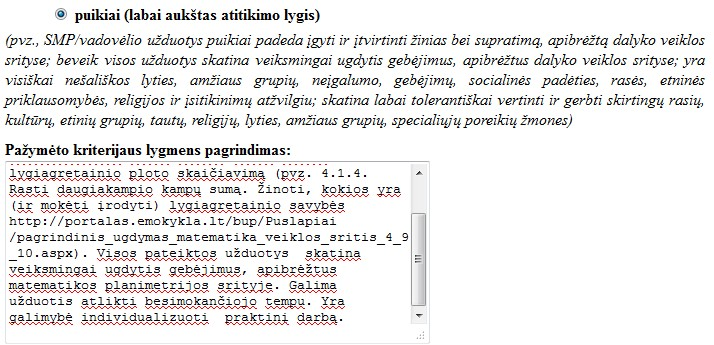 puikiai (labai aukštas atitikimo lygis)
(pvz., SMP/vadovėlio užduotys puikiai padeda įgyti ir įtvirtinti žinias bei supratimą, apibrėžtą dalyko veiklos
srityse; beveik visos užduotys skatina veiksmingai ugdytis gebėjimus, apibrėžtus dalyko veiklos srityse; yra
visiškai nešališkos lyties, amžiaus grupių, neįgalumo, gebėjimų, socialinės padėties, rasės, etninės
priklausomybės, religijos ir įsitikinimų atžvilgiu; skatina labai tolerantiškai vertinti ir gerbti skirtingų rasių,
kultūrų, etinių grupių, tautų, religijų, lyties, amžiaus grupių, specialiųjų poreikių žmones)
Pažymėto kriterijaus lygmens pagrindimas:
lygiagretainio ploto skaičiavimą (pvz. 4.1.4.
Rasti daugiakampio kampų sumą. Žinoti, kokios yra
(ir mokėti įrodyti) lygiagretainio savybės
http://portalas.emokykla.lt/bup/Puslapiai
/pagrindinis_ugdymas_matematika_veiklos_sritis_4_9
_10.aspx). Visos pateiktos užduotys skatina
veiksmingai ugdytis gebėjimus, apibrėžtus
matematikos planimetrijos srityje. Galima
užduotis atlikti besimokančiojo tempu. Yra
galimybė individualizuoti praktinį darbą.